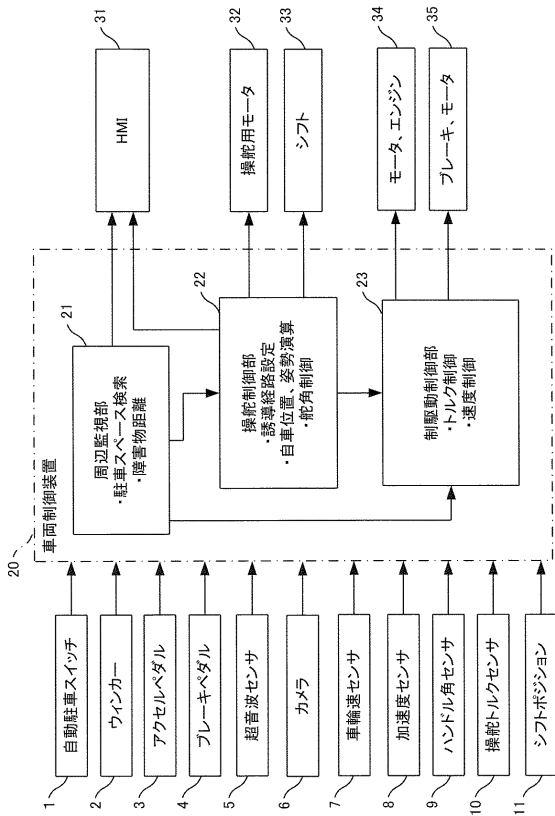 1
自動駐車スイッチ
2
ウィンカー
3
アクセルペダル
4
ブレーキペダル
5
超音波センサ
6
カメラ
7
車輪速センサ
8
加速度センサ
9
ハンドル角センサ
10
操舵トルクセンサ
11
シフトポジション
20
車両制御装置
21
周辺監視部
・駐車スペース検索
・障害物距離
22
操舵制御部
・誘導経路設定
・自車位置、姿勢演算
・舵角制御
23
制駆動制御部
・トルク制御
・速度制御
31
HMI
32
操舵用モータ
33
シフト
34
モータ、エンジン
35
ブレーキ、モータ